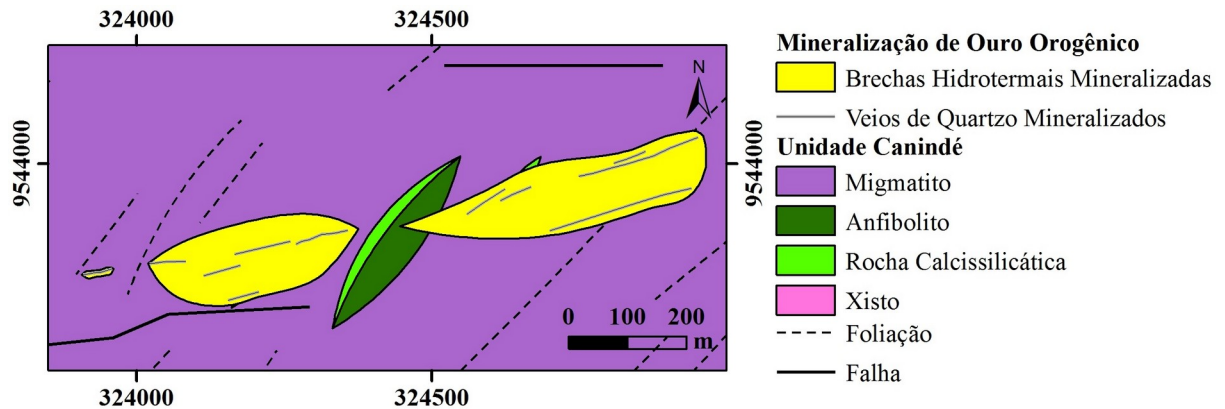 324000 324500
9544000
N
0 100 200
m
9544000
324000 324500
Mineralização de Ouro Orogênico
Brechas Hidrotermais Mineralizadas
Veios de Quartzo Mineralizados
Unidade Canindé
Migmatito
Anfibolito
Rocha Calcissilicática
Xisto
Foliação
Falha